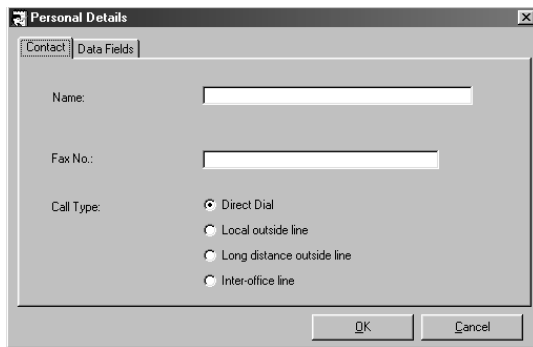 Personal Details
Contact Data Fields
Name:
Fax No.:
Call Type:
Direct Dial
Local outside line
Long distance outside line
Inter-office line
OK Cancel